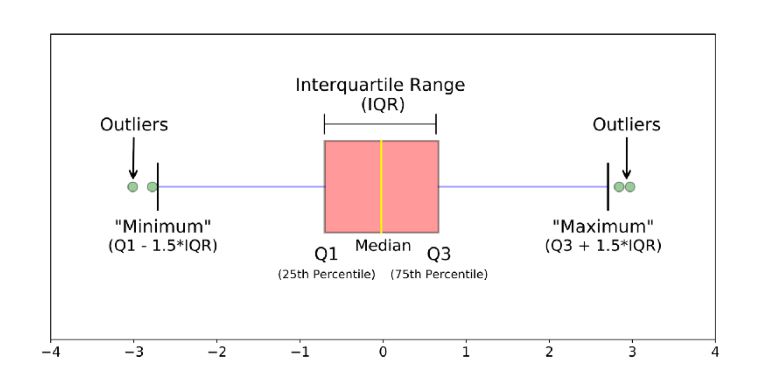 Interquartile Range
(IQR)
Outliers
Outliers
"Minimum"
(Q1 - 1.5*IQR)
"Maximum"
(Q3 + 1.5*IQR)
Q1
Median
Q3
(25th Percentile)
(75th Percentile)
−4
−3
−2
−1
0
1
2
3
4